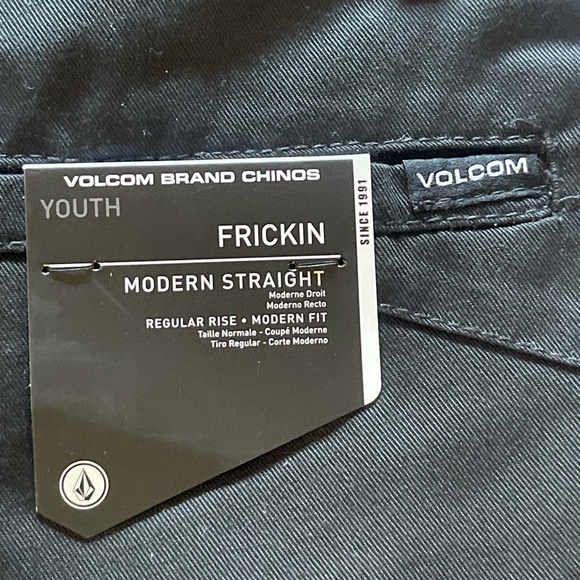 VOLCOM BRAND CHINOS
YOUTH
FRICKIN
SINCE 1991
MODERN STRAIGHT
Moderne Droit
Moderno Recto
REGULAR RISE • MODERN FIT
Taille Normale - Coupé Moderne
Tiro Regular - Corte Moderno
VOLCOM